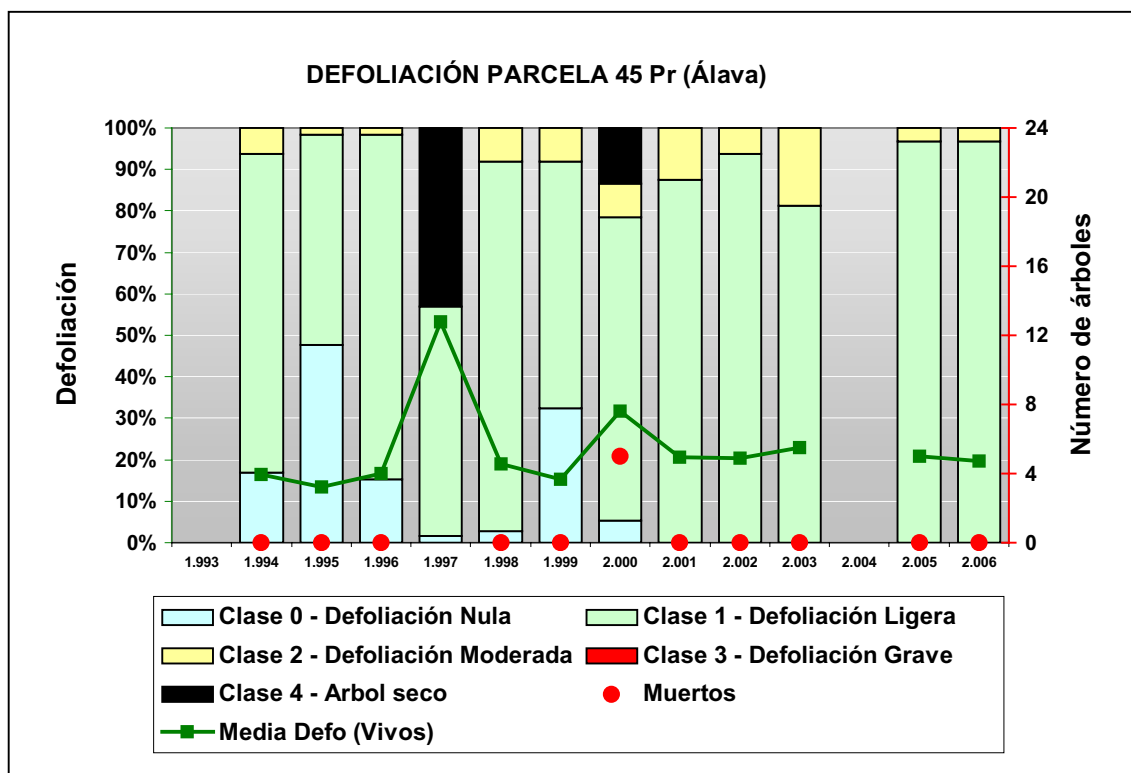 DEFOLIACIÓN PARCELA 45 Pr (Álava)
100%
90%
80%
70%
60%
50%
40%
30%
20%
10%
0%
Defoliación
24
20
16
12
8
4
0
Número de árboles
1.993 1.994 1.995 1.996 1.997 1.998 1.999 2.000 2.001 2.002 2.003 2.004 2.005 2.006
Clase 0 - Defoliación Nula
Clase 1 - Defoliación Ligera
Clase 2 - Defoliación Moderada
Clase 3 - Defoliación Grave
Clase 4 - Arbol seco
Muertos
Media Defo (Vivos)